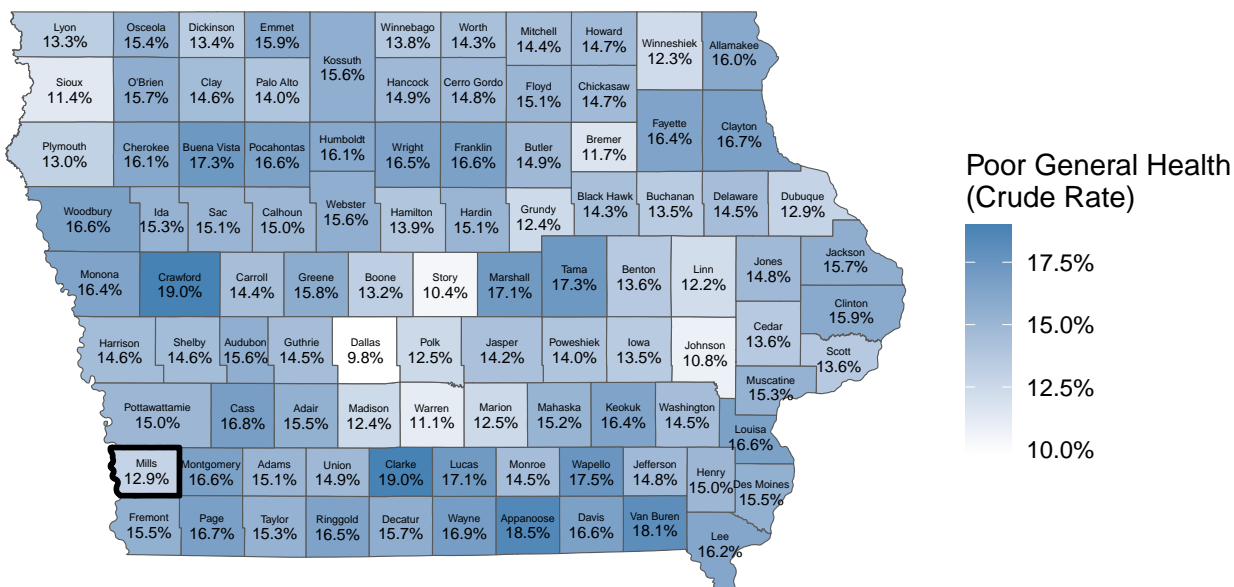 Lyon
13.3%
Osceola
15.4%
Dickinson
13.4%
Emmet
15.9%
Kossuth
15.6%
Winnebago
13.8%
Worth
14.3%
Mitchell
14.4%
Howard
14.7%
Winneshiek
12.3%
Allamakee
16.0%
Sioux
11.4%
O'Brien
15.7%
Clay
14.6%
Palo Alto
14.0%
Hancock
14.9%
Cerro Gordo
14.8%
Floyd
15.1%
Chickasaw
14.7%
Fayette
16.4%
Clayton
16.7%
Plymouth
13.0%
Cherokee
16.1%
Buena Vista
17.3%
Pocahontas
16.6%
Humboldt
16.1%
Wright
16.5%
Franklin
16.6%
Butler
14.9%
Bremer
11.7%
Woodbury
16.6%
Ida
15.3%
Sac
15.1%
Calhoun
15.0%
Webster
15.6%
Hamilton
13.9%
Hardin
15.1%
Grundy
12.4%
Black Hawk
14.3%
Buchanan
13.5%
Delaware
14.5%
Dubuque
12.9%
Monona
16.4%
Crawford
19.0%
Carroll
14.4%
Greene
15.8%
Boone
13.2%
Story
10.4%
Marshall
17.1%
Tama
17.3%
Benton
13.6%
Linn
12.2%
Jones
14.8%
Jackson
15.7%
Clinton
15.9%
Harrison
14.6%
Shelby
14.6%
Audubon
15.6%
Guthrie
14.5%
Dallas
9.8%
Polk
12.5%
Jasper
14.2%
Poweshiek
14.0%
Iowa
13.5%
Johnson
10.8%
Cedar
13.6%
Scott
13.6%
Muscatine
15.3%
Pottawattamie
15.0%
Cass
16.8%
Adair
15.5%
Madison
12.4%
Warren
11.1%
Marion
12.5%
Mahaska
15.2%
Keokuk
16.4%
Washington
14.5%
Louisa
16.6%
Mills
12.9%
Montgomery
16.6%
Adams
15.1%
Union
14.9%
Clarke
19.0%
Lucas
17.1%
Monroe
14.5%
Wapello
17.5%
Jefferson
14.8%
Henry
15.0%
Des Moines
15.5%
Fremont
15.5%
Page
16.7%
Taylor
15.3%
Ringgold
16.5%
Decatur
15.7%
Wayne
16.9%
Appanoose
18.5%
Davis
16.6%
Van Buren
18.1%
Lee
16.2%
Poor General Health
(Crude Rate)
17.5%
15.0%
12.5%
10.0%